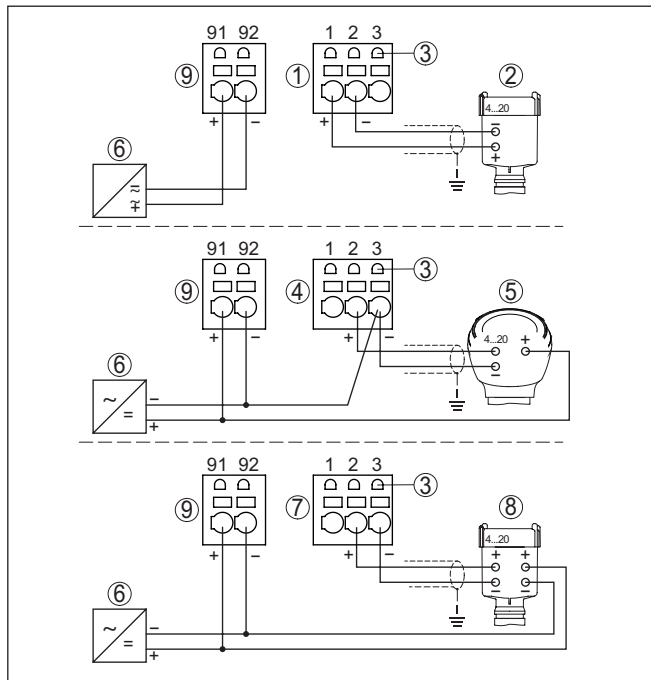 91 92 1 2 3
⑨ ① ③ ②
4...20
+ − + − − +
⑥
91 92 1 2 3
⑨ ④ ③ ⑤
4...20 +
+ − + − −
⑥
−
+
91 92 1 2 3
⑨ ⑦ ③ ⑧
4...20
+ − + − + + − −
⑥
−
+